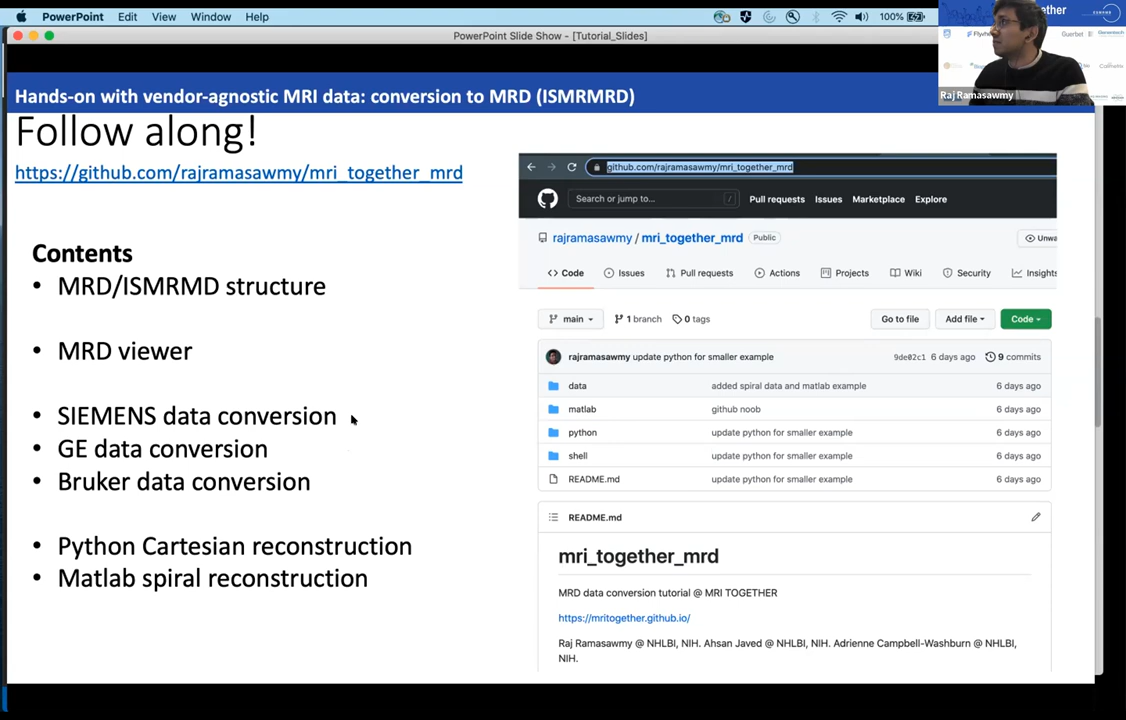 PowerPoint Edit View Window Help
100%
PowerPoint Slide Show - [Tutorial_Slides]
ether
Flywh
Guerbet
Genentech
Raj Ramasawmy
Hands-on with vendor-agnostic MRI data: conversion to MRD (ISMRMRD)
Follow along!
https://github.com/rajramasawmy/mri_together_mrd
Contents
• MRD/ISMRMD structure
• MRD viewer
• SIEMENS data conversion
• GE data conversion
• Bruker data conversion
• Python Cartesian reconstruction
• Matlab spiral reconstruction
github.com/rajramasawmy/mri_together_mrd
Search or jump to... / Pull requests Issues Marketplace Explore
rajramasawmy / mri_together_mrd Public
Unwa
<> Code Issues Pull requests Actions Projects Wiki Security Insights
main 1 branch 0 tags Go to file Add file Code
rajramasawmy update python for smaller example 9de02c1 6 days ago 9 commits
data added spiral data and matlab example 6 days ago
matlab github noob 6 days ago
python update python for smaller example 6 days ago
shell update python for smaller example 6 days ago
README.md update python for smaller example 6 days ago
README.md
mri_together_mrd
MRD data conversion tutorial @ MRI TOGETHER
https://mritogether.github.io/
Raj Ramasawmy @ NHLBI, NIH. Ahsan Javed @ NHLBI, NIH. Adrienne Campbell-Washburn @ NHLBI,
NIH.